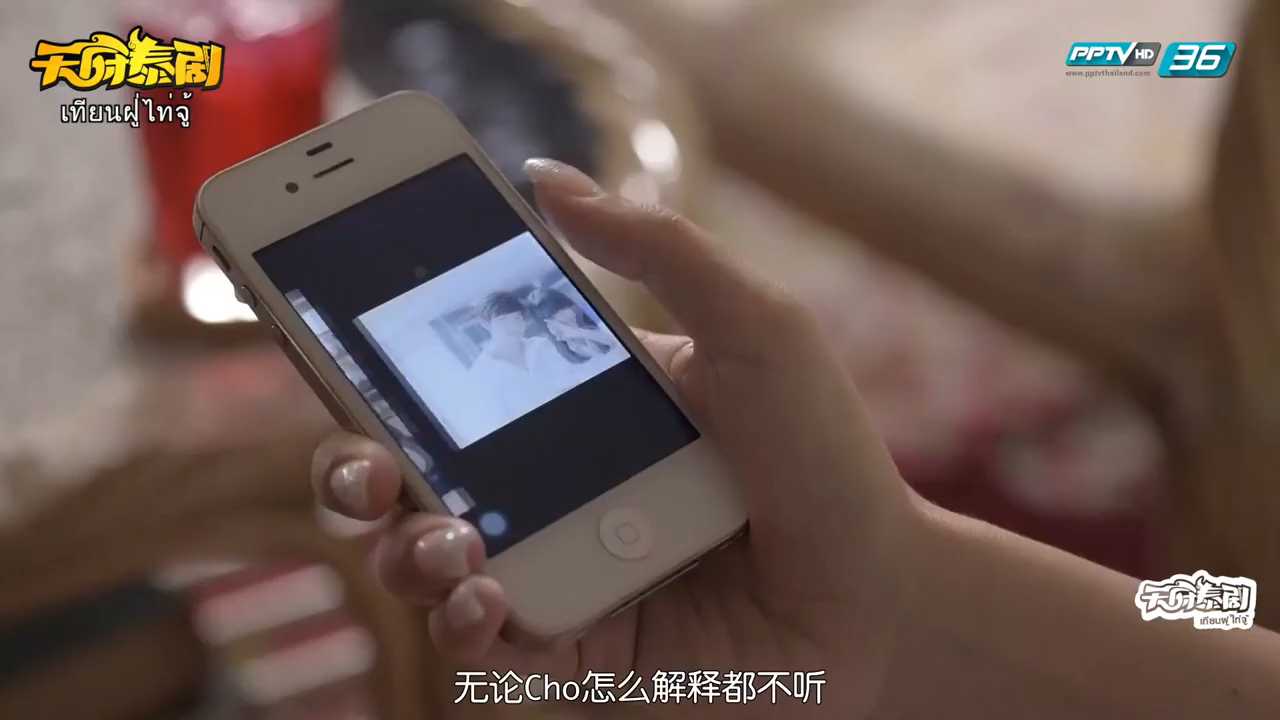 天府泰剧
เทียนฝู่ไท่จวี้
PPTV HD 36
www.pptvthailand.com
天府泰剧
เทียนฝู่ไท่จวี้
无论Cho怎么解释都不听